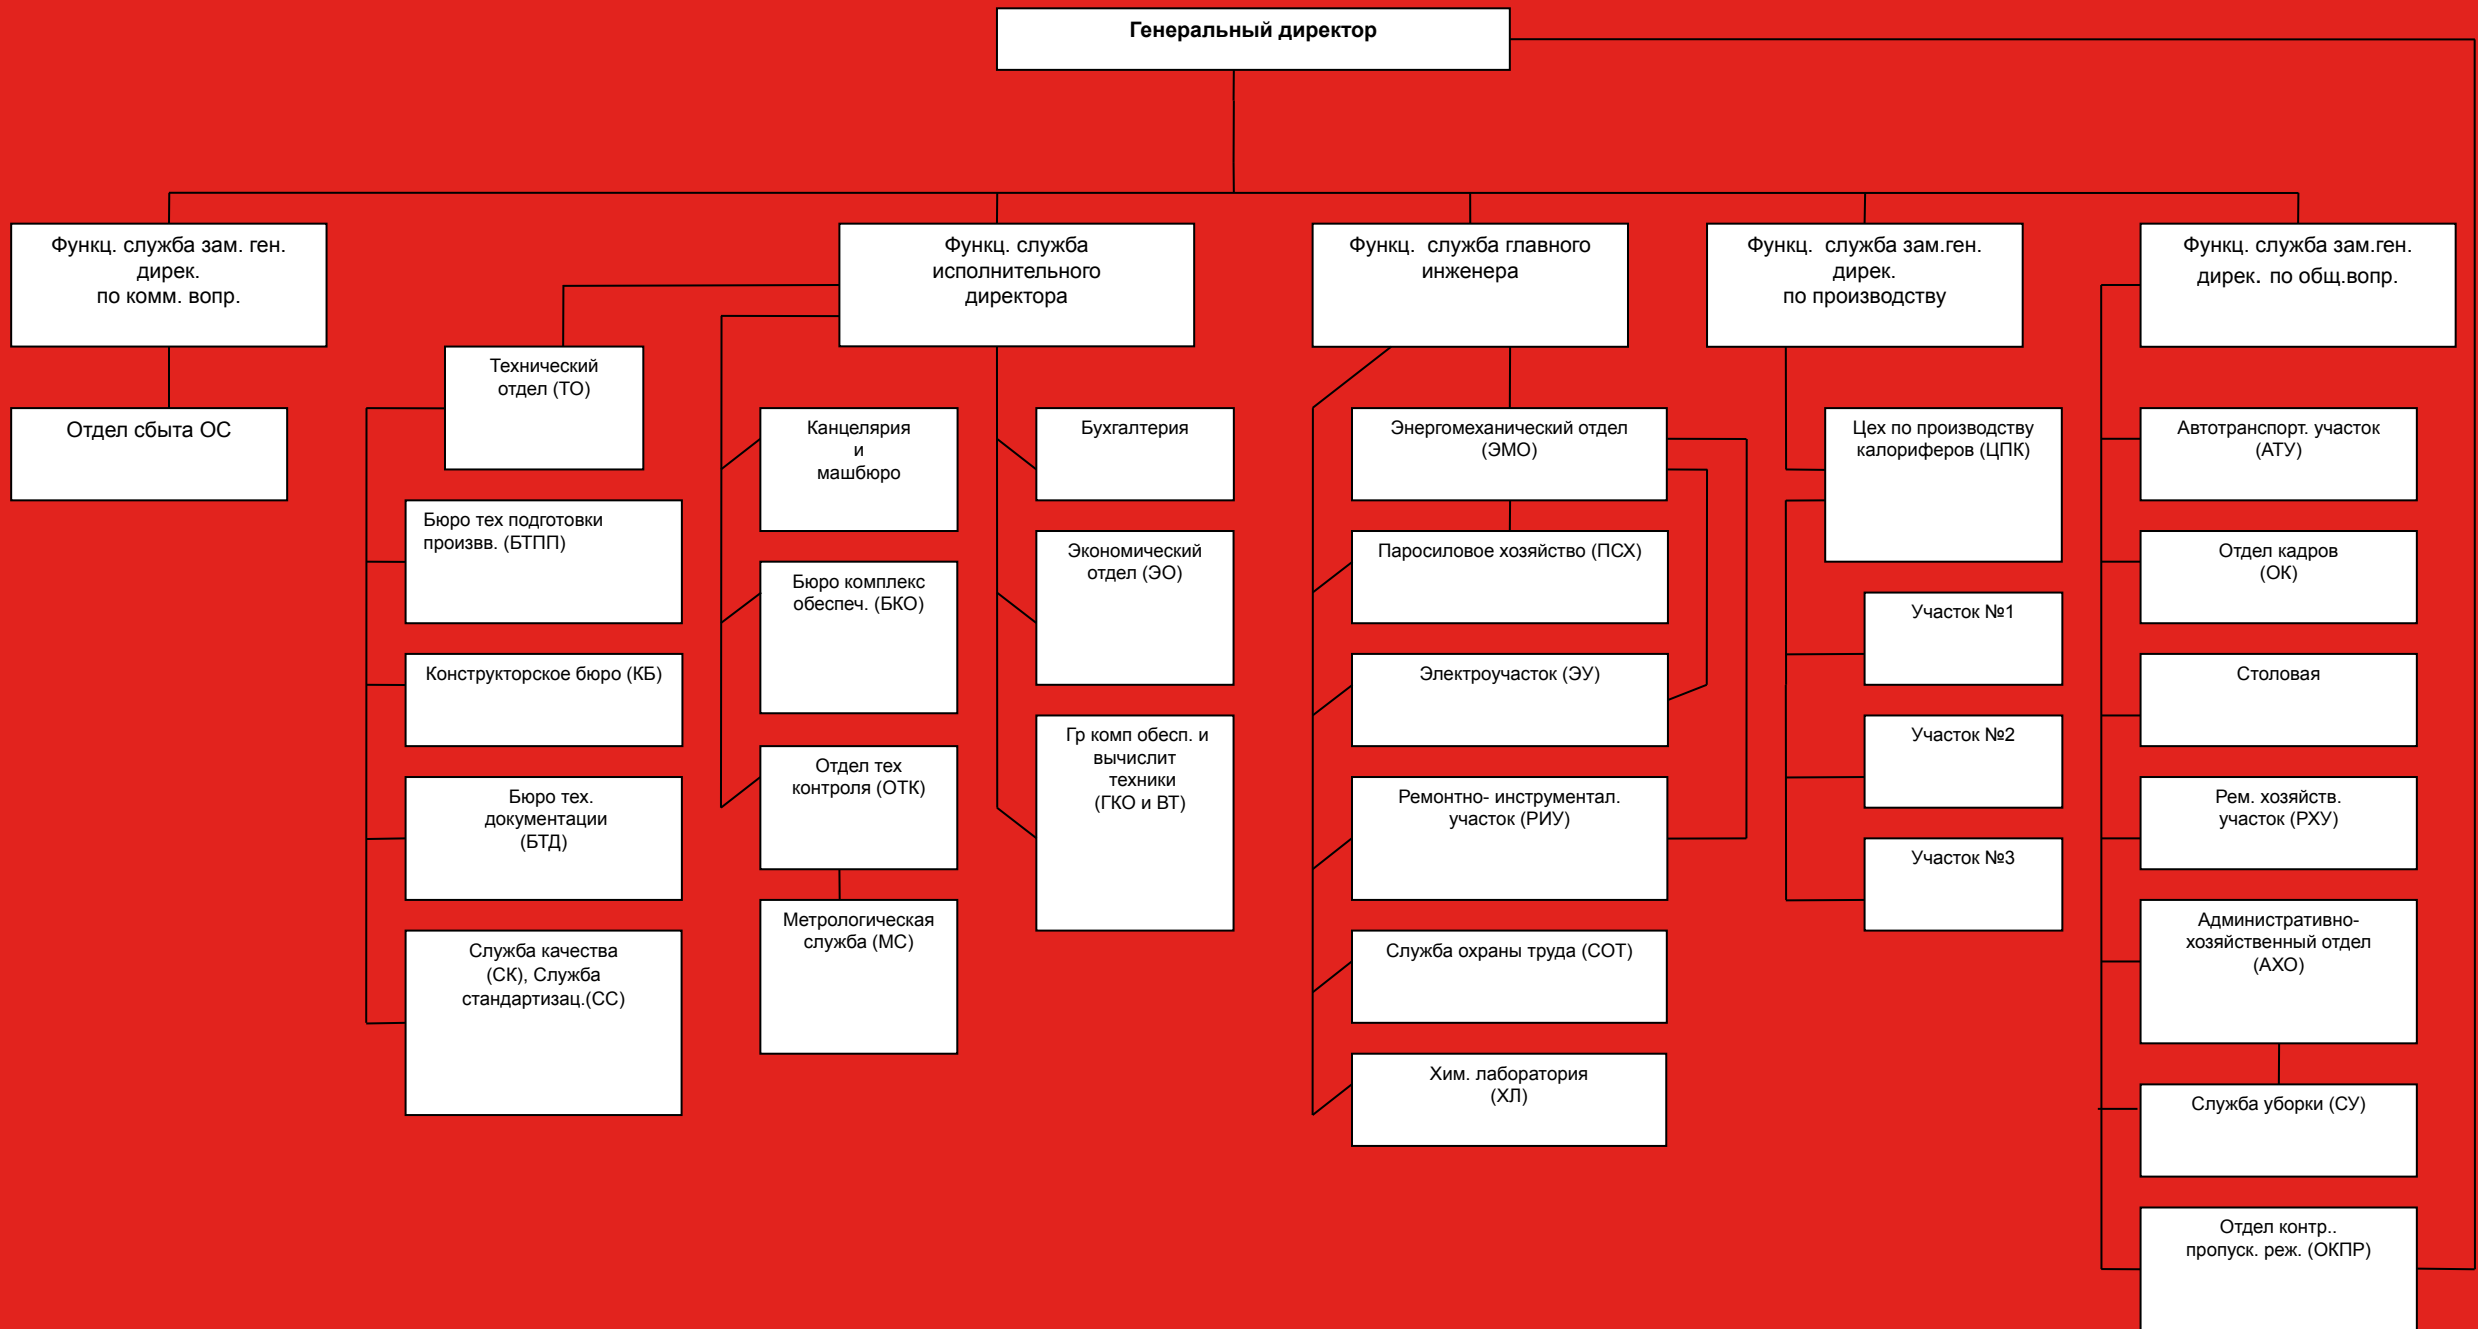 Генеральный директор
Функц. служба зам. ген.
дирек.
по комм. вопр.
Функц. служба
исполнительного
директора
Функц. служба главного
инженера
Функц. служба зам.ген.
дирек.
по производству
Функц. служба зам.ген.
дирек. по общ.вопр.
Отдел сбыта ОС
Технический
отдел (ТО)
Бюро тех подготовки
произвв. (БТПП)
Конструкторское бюро (КБ)
Бюро тех.
документации
(БТД)
Служба качества
(СК), Служба
стандартизац.(СС)
Канцелярия
и
машбюро
Бюро комплекс
обеспеч. (БКО)
Отдел тех
контроля (ОТК)
Метрологическая
служба (МС)
Бухгалтерия
Экономический
отдел (ЭО)
Гр комп обесп. и
вычислит
техники
(ГКО и ВТ)
Энергомеханический отдел
(ЭМО)
Паросиловое хозяйство (ПСХ)
Электроучасток (ЭУ)
Ремонтно- инструментал.
участок (РИУ)
Служба охраны труда (СОТ)
Хим. лаборатория
(ХЛ)
Цех по производству
калориферов (ЦПК)
Участок №1
Участок №2
Участок №3
Автотранспорт. участок
(АТУ)
Отдел кадров
(ОК)
Столовая
Рем. хозяйств.
участок (РХУ)
Административно-
хозяйственный отдел
(АХО)
Служба уборки (СУ)
Отдел контр..
пропуск. реж. (ОКПР)